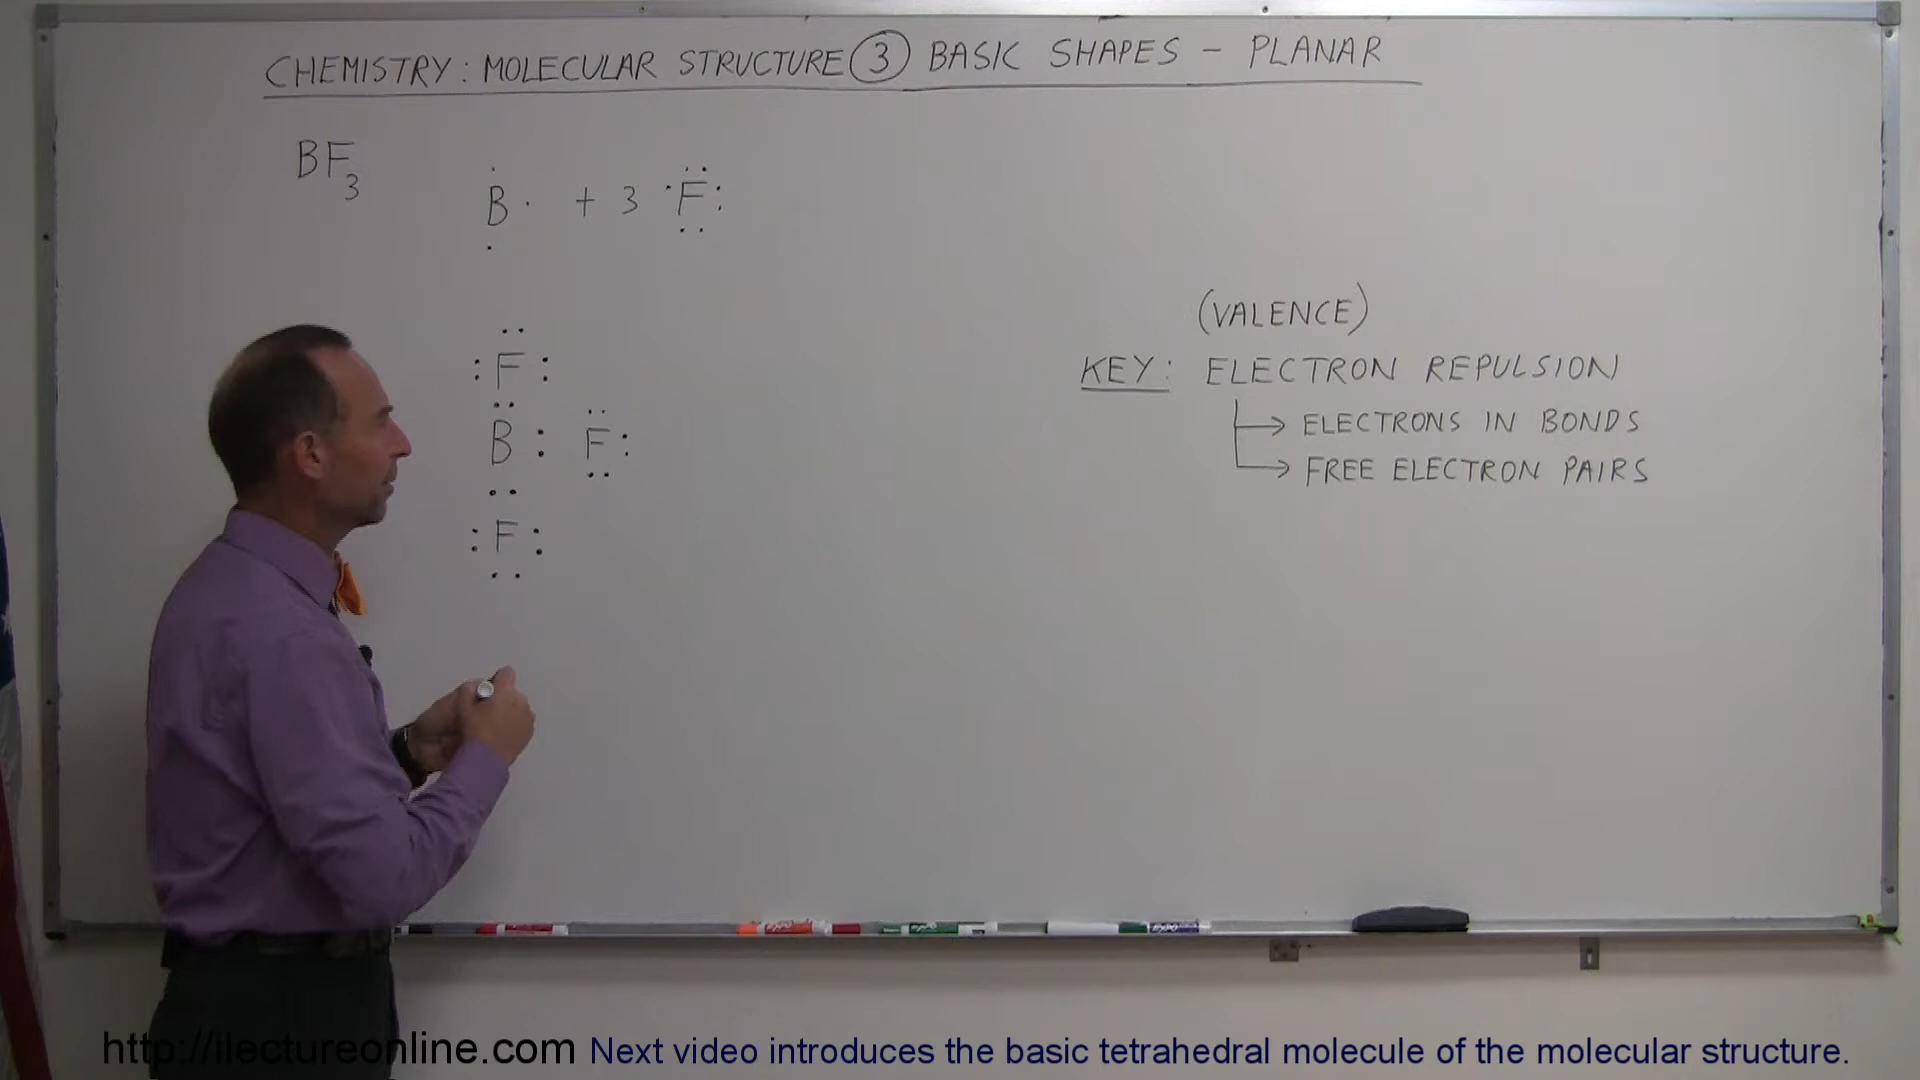 CHEMISTRY: MOLECULAR STRUCTURE ③ BASIC SHAPES - PLANAR
BF₃
B + 3 F
F
B : F :
: F :
(VALENCE)
KEY: ELECTRON REPULSION
→ ELECTRONS IN BONDS
→ FREE ELECTRON PAIRS
http://ilectureonline.com Next video introduces the basic tetrahedral molecule of the molecular structure.